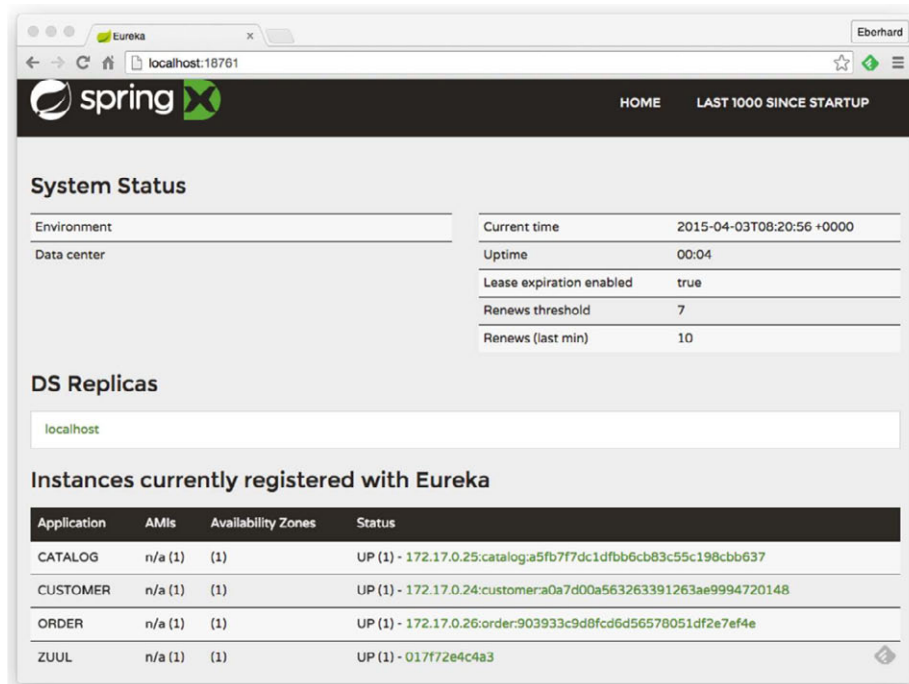 Eureka
Eberhard
localhost:18761
spring
HOME LAST 1000 SINCE STARTUP
System Status
Environment
Data center
Current time 2015-04-03T08:20:56 +0000
Uptime 00:04
Lease expiration enabled true
Renews threshold 7
Renews (last min) 10
DS Replicas
localhost
Instances currently registered with Eureka
Application AMIs Availability Zones Status
CATALOG n/a (1) (1) UP (1) - 172.17.0.25:catalog:a5fb7f7dc1dfbb6cb83c55c198cbb637
CUSTOMER n/a (1) (1) UP (1) - 172.17.0.24:customer:a0a7d00a563263391263ae9994720148
ORDER n/a (1) (1) UP (1) - 172.17.0.26:order:903933c9d8fcd6d56578051df2e7ef4e
ZUUL n/a (1) (1) UP (1) - 017f72e4c4a3